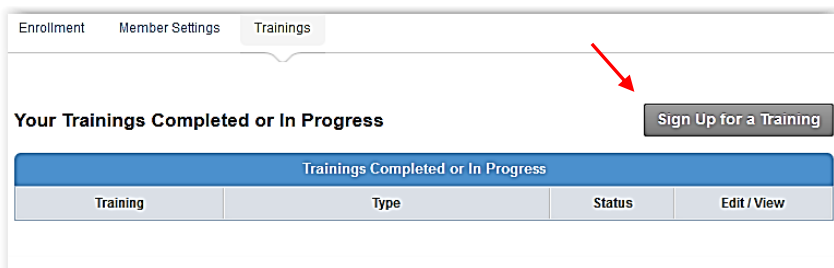 Enrollment Member Settings Trainings
Your Trainings Completed or In Progress Sign Up for a Training
Trainings Completed or In Progress
Training Type Status Edit / View